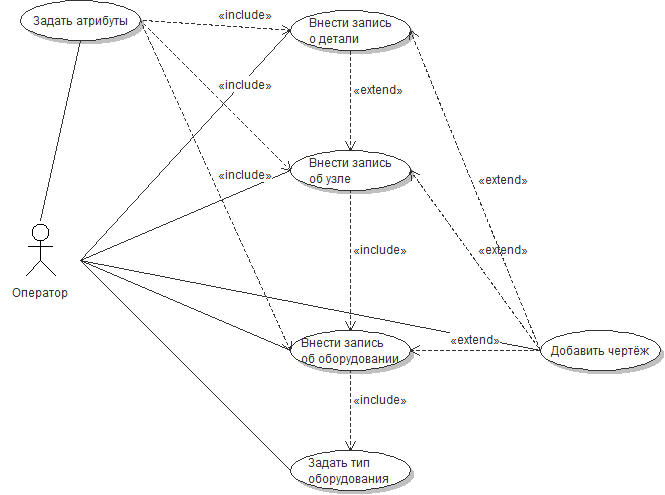 Задать атрибуты
«include»
Внести запись
о детали
«include»
«extend»
Внести запись
об узле
«include»
«extend»
Оператор
«include»
«extend»
Внести запись
об оборудовании
«extend»
Добавить чертёж
«include»
Задать тип
оборудования